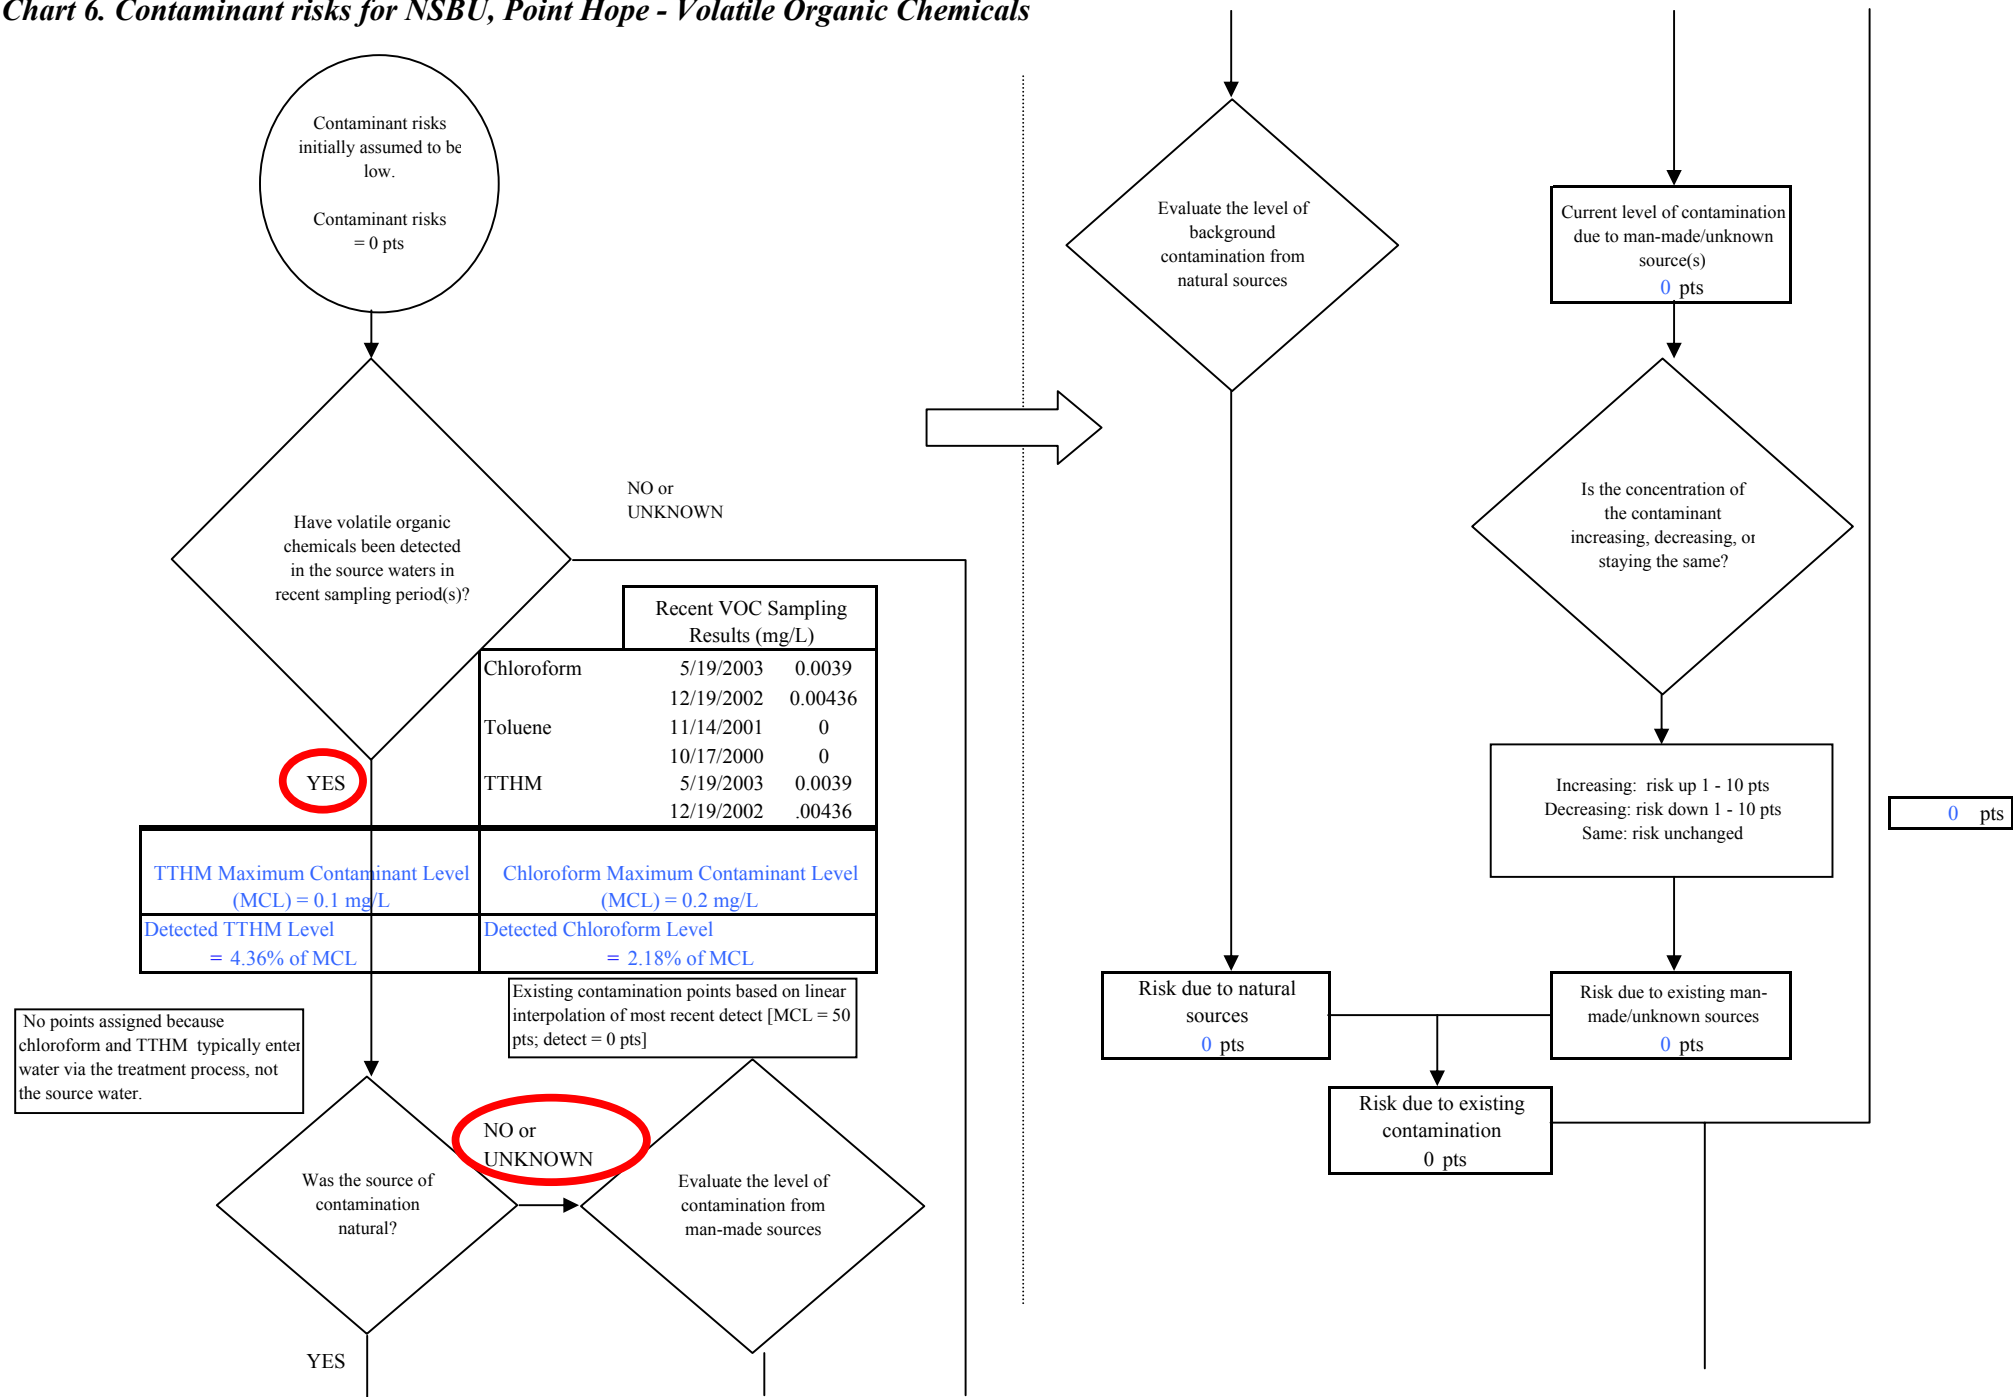 Chart 6. Contaminant risks for NSBU, Point Hope - Volatile Organic Chemicals
Contaminant risks
initially assumed to be
low.
Contaminant risks
= 0 pts
Have volatile organic
chemicals been detected
in the source waters in
recent sampling period(s)?
NO or
UNKNOWN
YES
Recent VOC Sampling
Results (mg/L)
Chloroform 5/19/2003 0.0039
12/19/2002 0.00436
Toluene 11/14/2001 0
10/17/2000 0
TTHM 5/19/2003 0.0039
12/19/2002 .00436
TTHM Maximum Contaminant Level
(MCL) = 0.1 mg/L
Chloroform Maximum Contaminant Level
(MCL) = 0.2 mg/L
Detected TTHM Level
= 4.36% of MCL
Detected Chloroform Level
= 2.18% of MCL
No points assigned because
chloroform and TTHM typically enter
water via the treatment process, not
the source water.
Existing contamination points based on linear
interpolation of most recent detect [MCL = 50
pts; detect = 0 pts]
Was the source of
contamination
natural?
NO or
UNKNOWN
Evaluate the level of
contamination from
man-made sources
YES
Evaluate the level of
background
contamination from
natural sources
Current level of contamination
due to man-made/unknown
source(s)
0 pts
Is the concentration of
the contaminant
increasing, decreasing, or
staying the same?
Increasing: risk up 1 - 10 pts
Decreasing: risk down 1 - 10 pts
Same: risk unchanged
0 pts
Risk due to natural
sources
0 pts
Risk due to existing man-
made/unknown sources
0 pts
Risk due to existing
contamination
0 pts